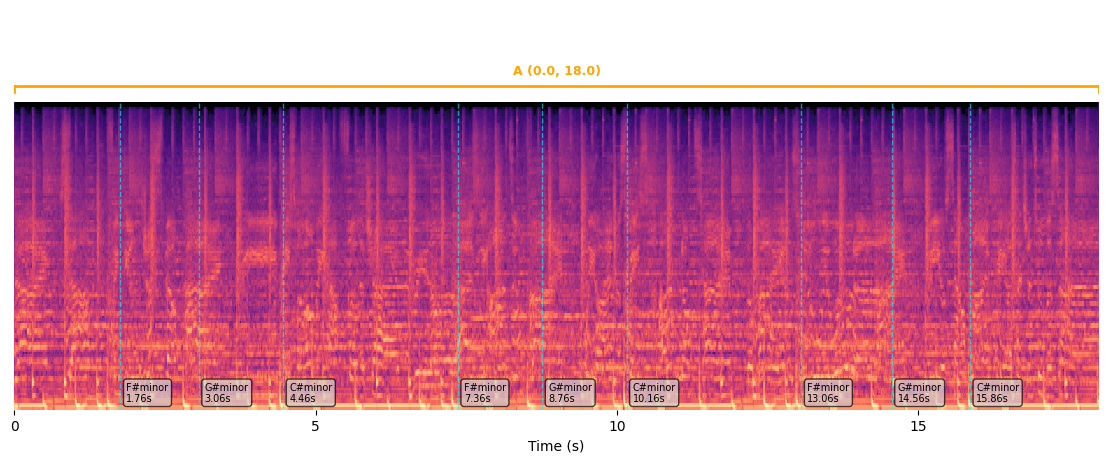 A (0.0, 18.0)
F#minor
1.76s
G#minor
3.06s
C#minor
4.46s
F#minor
7.36s
G#minor
8.76s
C#minor
10.16s
F#minor
13.06s
G#minor
14.56s
C#minor
15.86s
0 5 10 15
Time (s)